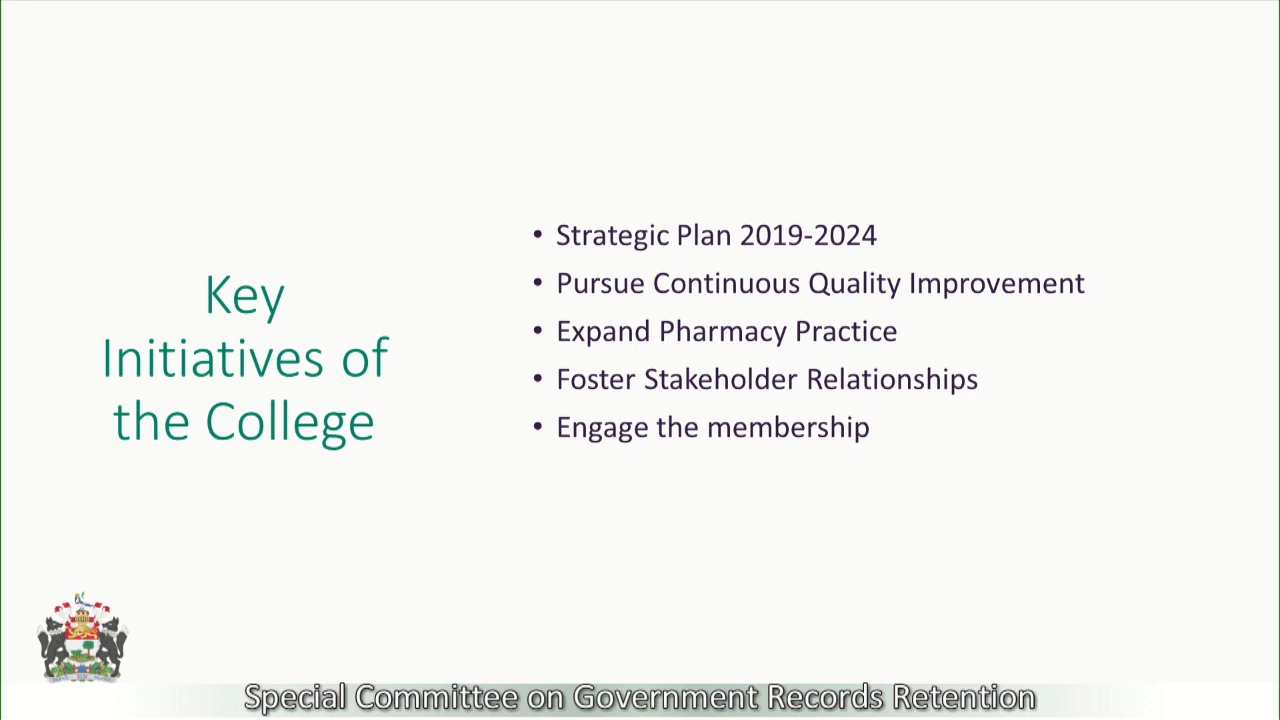 Key
Initiatives of
the College
• Strategic Plan 2019-2024
• Pursue Continuous Quality Improvement
• Expand Pharmacy Practice
• Foster Stakeholder Relationships
• Engage the membership
Special Committee on Government Records Retention